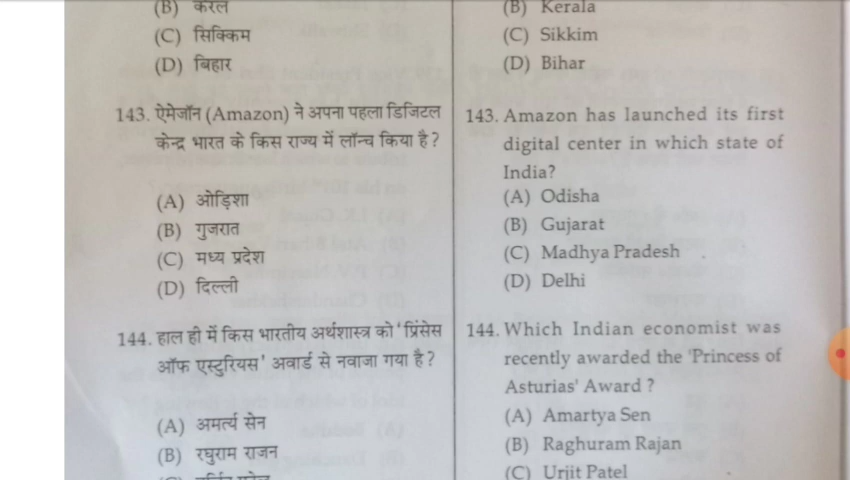 (B) केरल
(C) सिक्किम
(D) बिहार
143. ऐमेजॉन (Amazon) ने अपना पहला डिजिटल
केन्द्र भारत के किस राज्य में लॉन्च किया है ?
(A) ओड़िशा
(B) गुजरात
(C) मध्य प्रदेश
(D) दिल्ली
144. हाल ही में किस भारतीय अर्थशास्त्र को 'प्रिंसेस
ऑफ एस्टुरियस' अवार्ड से नवाजा गया है ?
(A) अमर्त्य सेन
(B) रघुराम राजन
(B) Kerala
(C) Sikkim
(D) Bihar
143. Amazon has launched its first
digital center in which state of
India?
(A) Odisha
(B) Gujarat
(C) Madhya Pradesh
(D) Delhi
144. Which Indian economist was
recently awarded the 'Princess of
Asturias' Award ?
(A) Amartya Sen
(B) Raghuram Rajan
(C) Urjit Patel